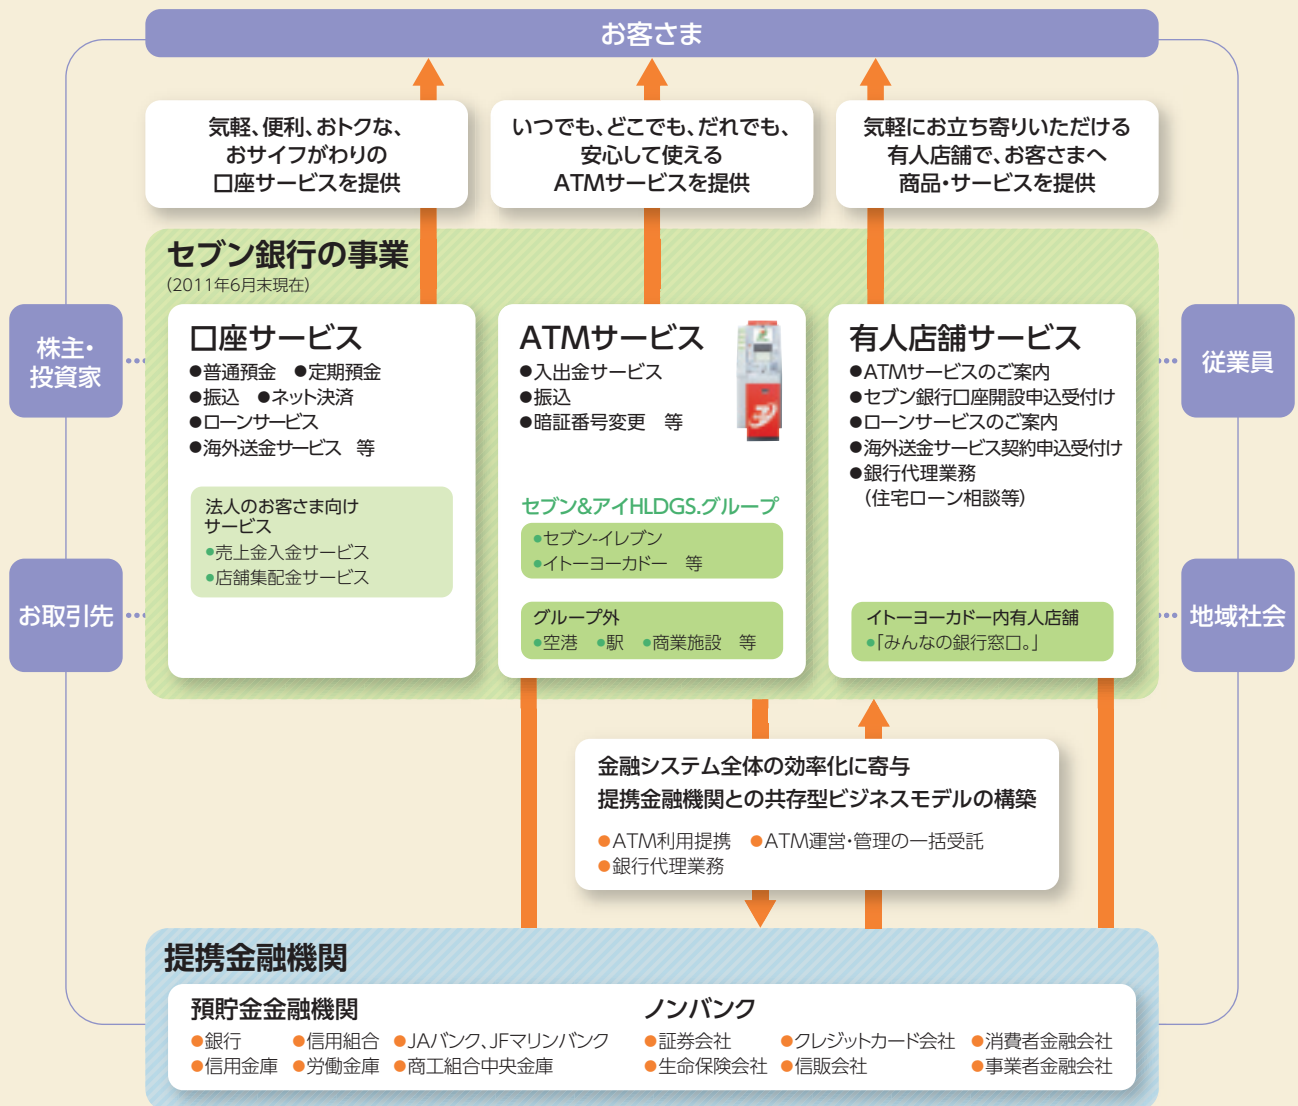 お客さま
気軽、便利、おトクな、
おサイフがわりの
口座サービスを提供
いつでも、どこでも、だれでも、
安心して使える
ATMサービスを提供
気軽にお立ち寄りいただける
有人店舗で、お客さまへ
商品・サービスを提供
セブン銀行の事業
(2011年6月末現在)
株主・
投資家
お取引先
従業員
地域社会
口座サービス
●普通預金 ●定期預金
●振込 ●ネット決済
●ローンサービス
●海外送金サービス 等
法人のお客さま向け
サービス
●売上金入金サービス
●店舗集配金サービス
ATMサービス
●入出金サービス
●振込
●暗証番号変更 等
セブン&アイHLDGS.グループ
●セブン-イレブン
●イトーヨーカドー 等
グループ外
●空港 ●駅 ●商業施設 等
有人店舗サービス
●ATMサービスのご案内
●セブン銀行口座開設申込受付け
●ローンサービスのご案内
●海外送金サービス契約申込受付け
●銀行代理業務
(住宅ローン相談等)
イトーヨーカドー内有人店舗
●「みんなの銀行窓口。」
金融システム全体の効率化に寄与
提携金融機関との共存型ビジネスモデルの構築
●ATM利用提携 ●ATM運営・管理の一括受託
●銀行代理業務
提携金融機関
預貯金金融機関
●銀行 ●信用組合 ●JAバンク、JFマリンバンク
●信用金庫 ●労働金庫 ●商工組合中央金庫
ノンバンク
●証券会社 ●クレジットカード会社 ●消費者金融会社
●生命保険会社 ●信販会社 ●事業者金融会社